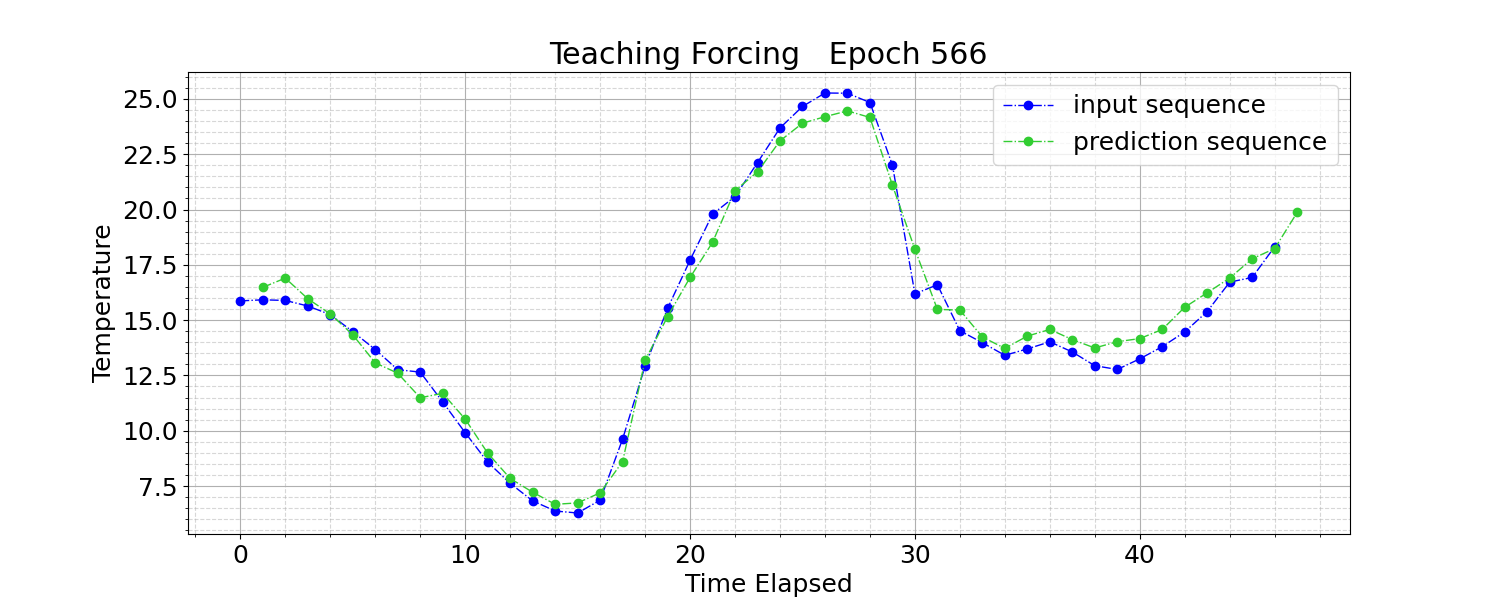 Teaching Forcing   Epoch 566
input sequence
prediction sequence
Temperature
25.0
22.5
20.0
17.5
15.0
12.5
10.0
7.5
0 10 20 30 40
Time Elapsed